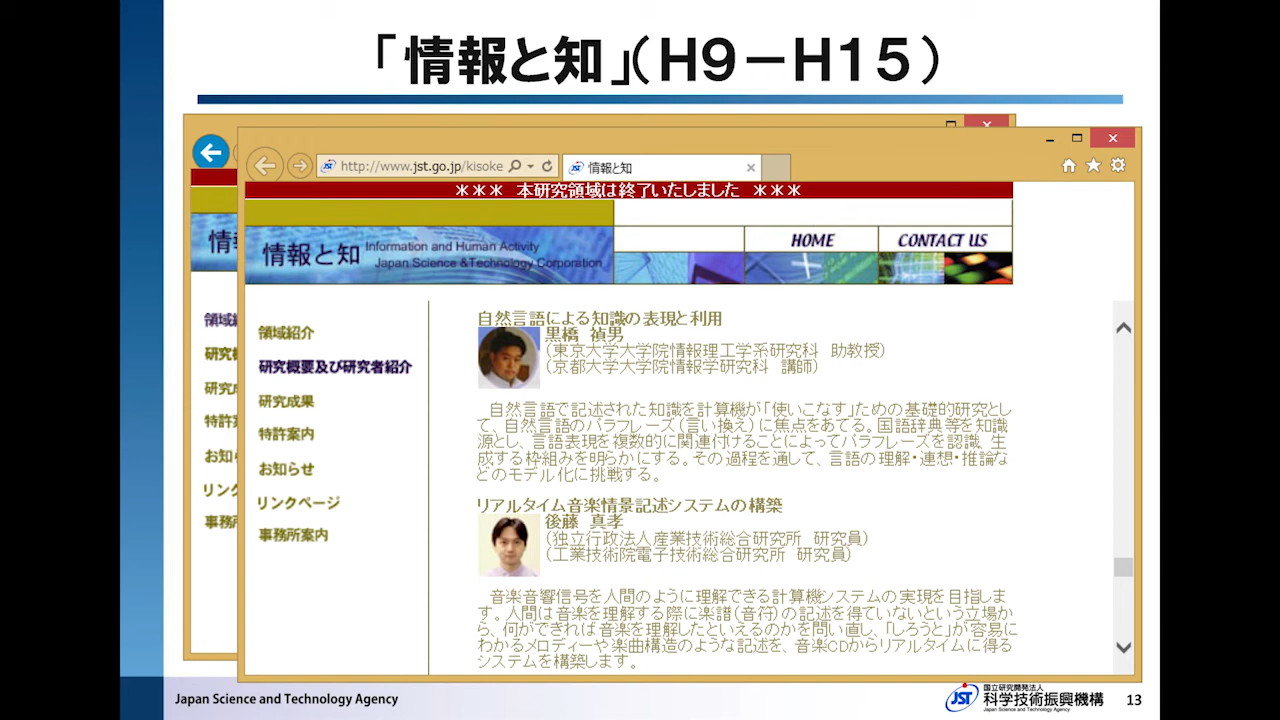 「情報と知」（H9－H15）
http://www.jst.go.jp/kisoke
情報と知
＊＊＊ 本研究領域は終了いたしました ＊＊＊
HOME
CONTACT US
情報と知 Information and Human Activity
Japan Science &Technology Corporation
領域紹介
研究概要及び研究者紹介
研究成果
特許案内
お知らせ
リンクページ
事務所案内
自然言語による知識の表現と利用
黒橋 禎男
（東京大学大学院情報理工学系研究科 助教授）
（京都大学大学院情報学研究科 講師）
自然言語で記述された知識を計算機が「使いこなす」ための基礎的研究とし
て、自然言語のパラフレーズ（言い換え）に焦点をあてる。国語辞典等を知識
源とし、言語表現を複数的に関連付けることによってパラフレーズを認識、生
成する枠組みを明らかにする。その過程を通して、言語の理解・連想・推論な
どのモデル化に挑戦する。
リアルタイム音楽情景記述システムの構築
後藤 真孝
（独立行政法人産業技術総合研究所 研究員）
（工業技術院電子技術総合研究所 研究員）
音楽音響信号を人間のように理解できる計算機システムの実現を目指しま
す。人間は音楽を理解する際に楽譜（音符）の記述を得ていないという立場か
ら、何ができれば音楽を理解したといえるのかを問い直し、「しろうと」が容易に
わかるメロディーや楽曲構造のような記述を、音楽CDからリアルタイムに得る
システムを構築します。
Japan Science and Technology Agency
JST
国立研究開発法人
科学技術振興機構
Japan Science and Technology Agency
13